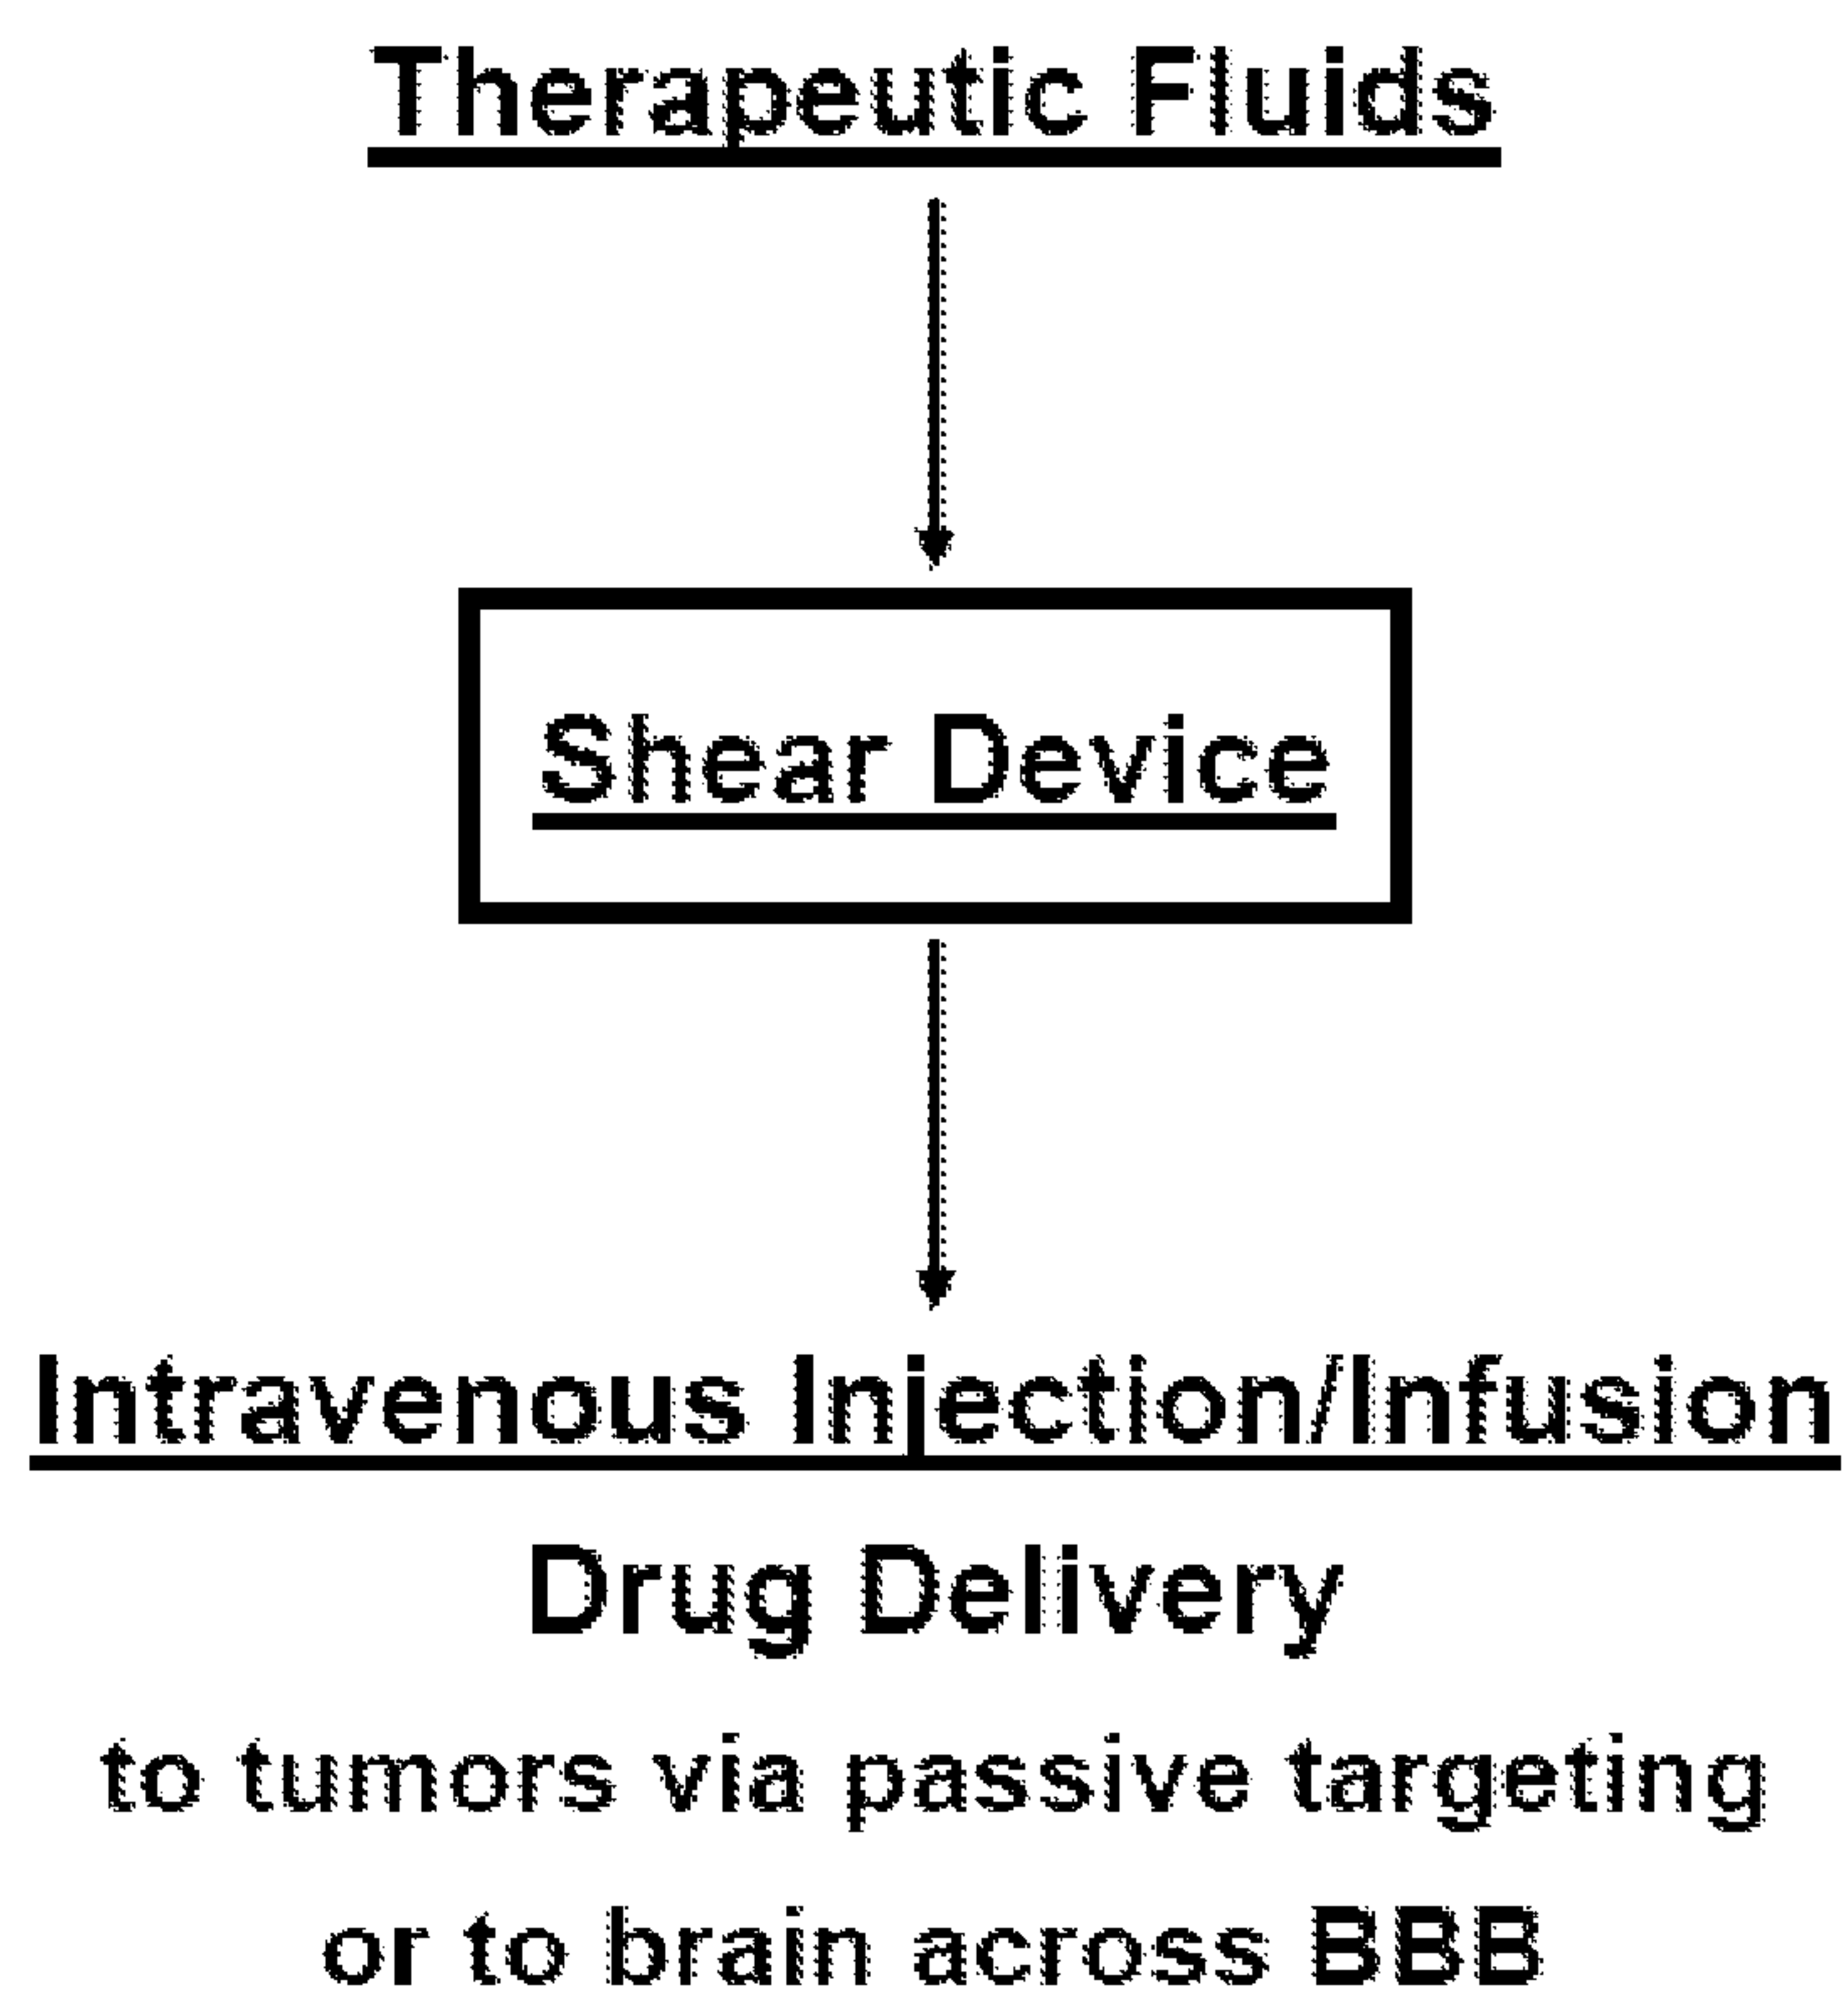 Therapeutic Fluids
Shear Device
Intravenous Injection/Infusion
Drug Delivery
to tumors via passive targeting
or to brain across BBB